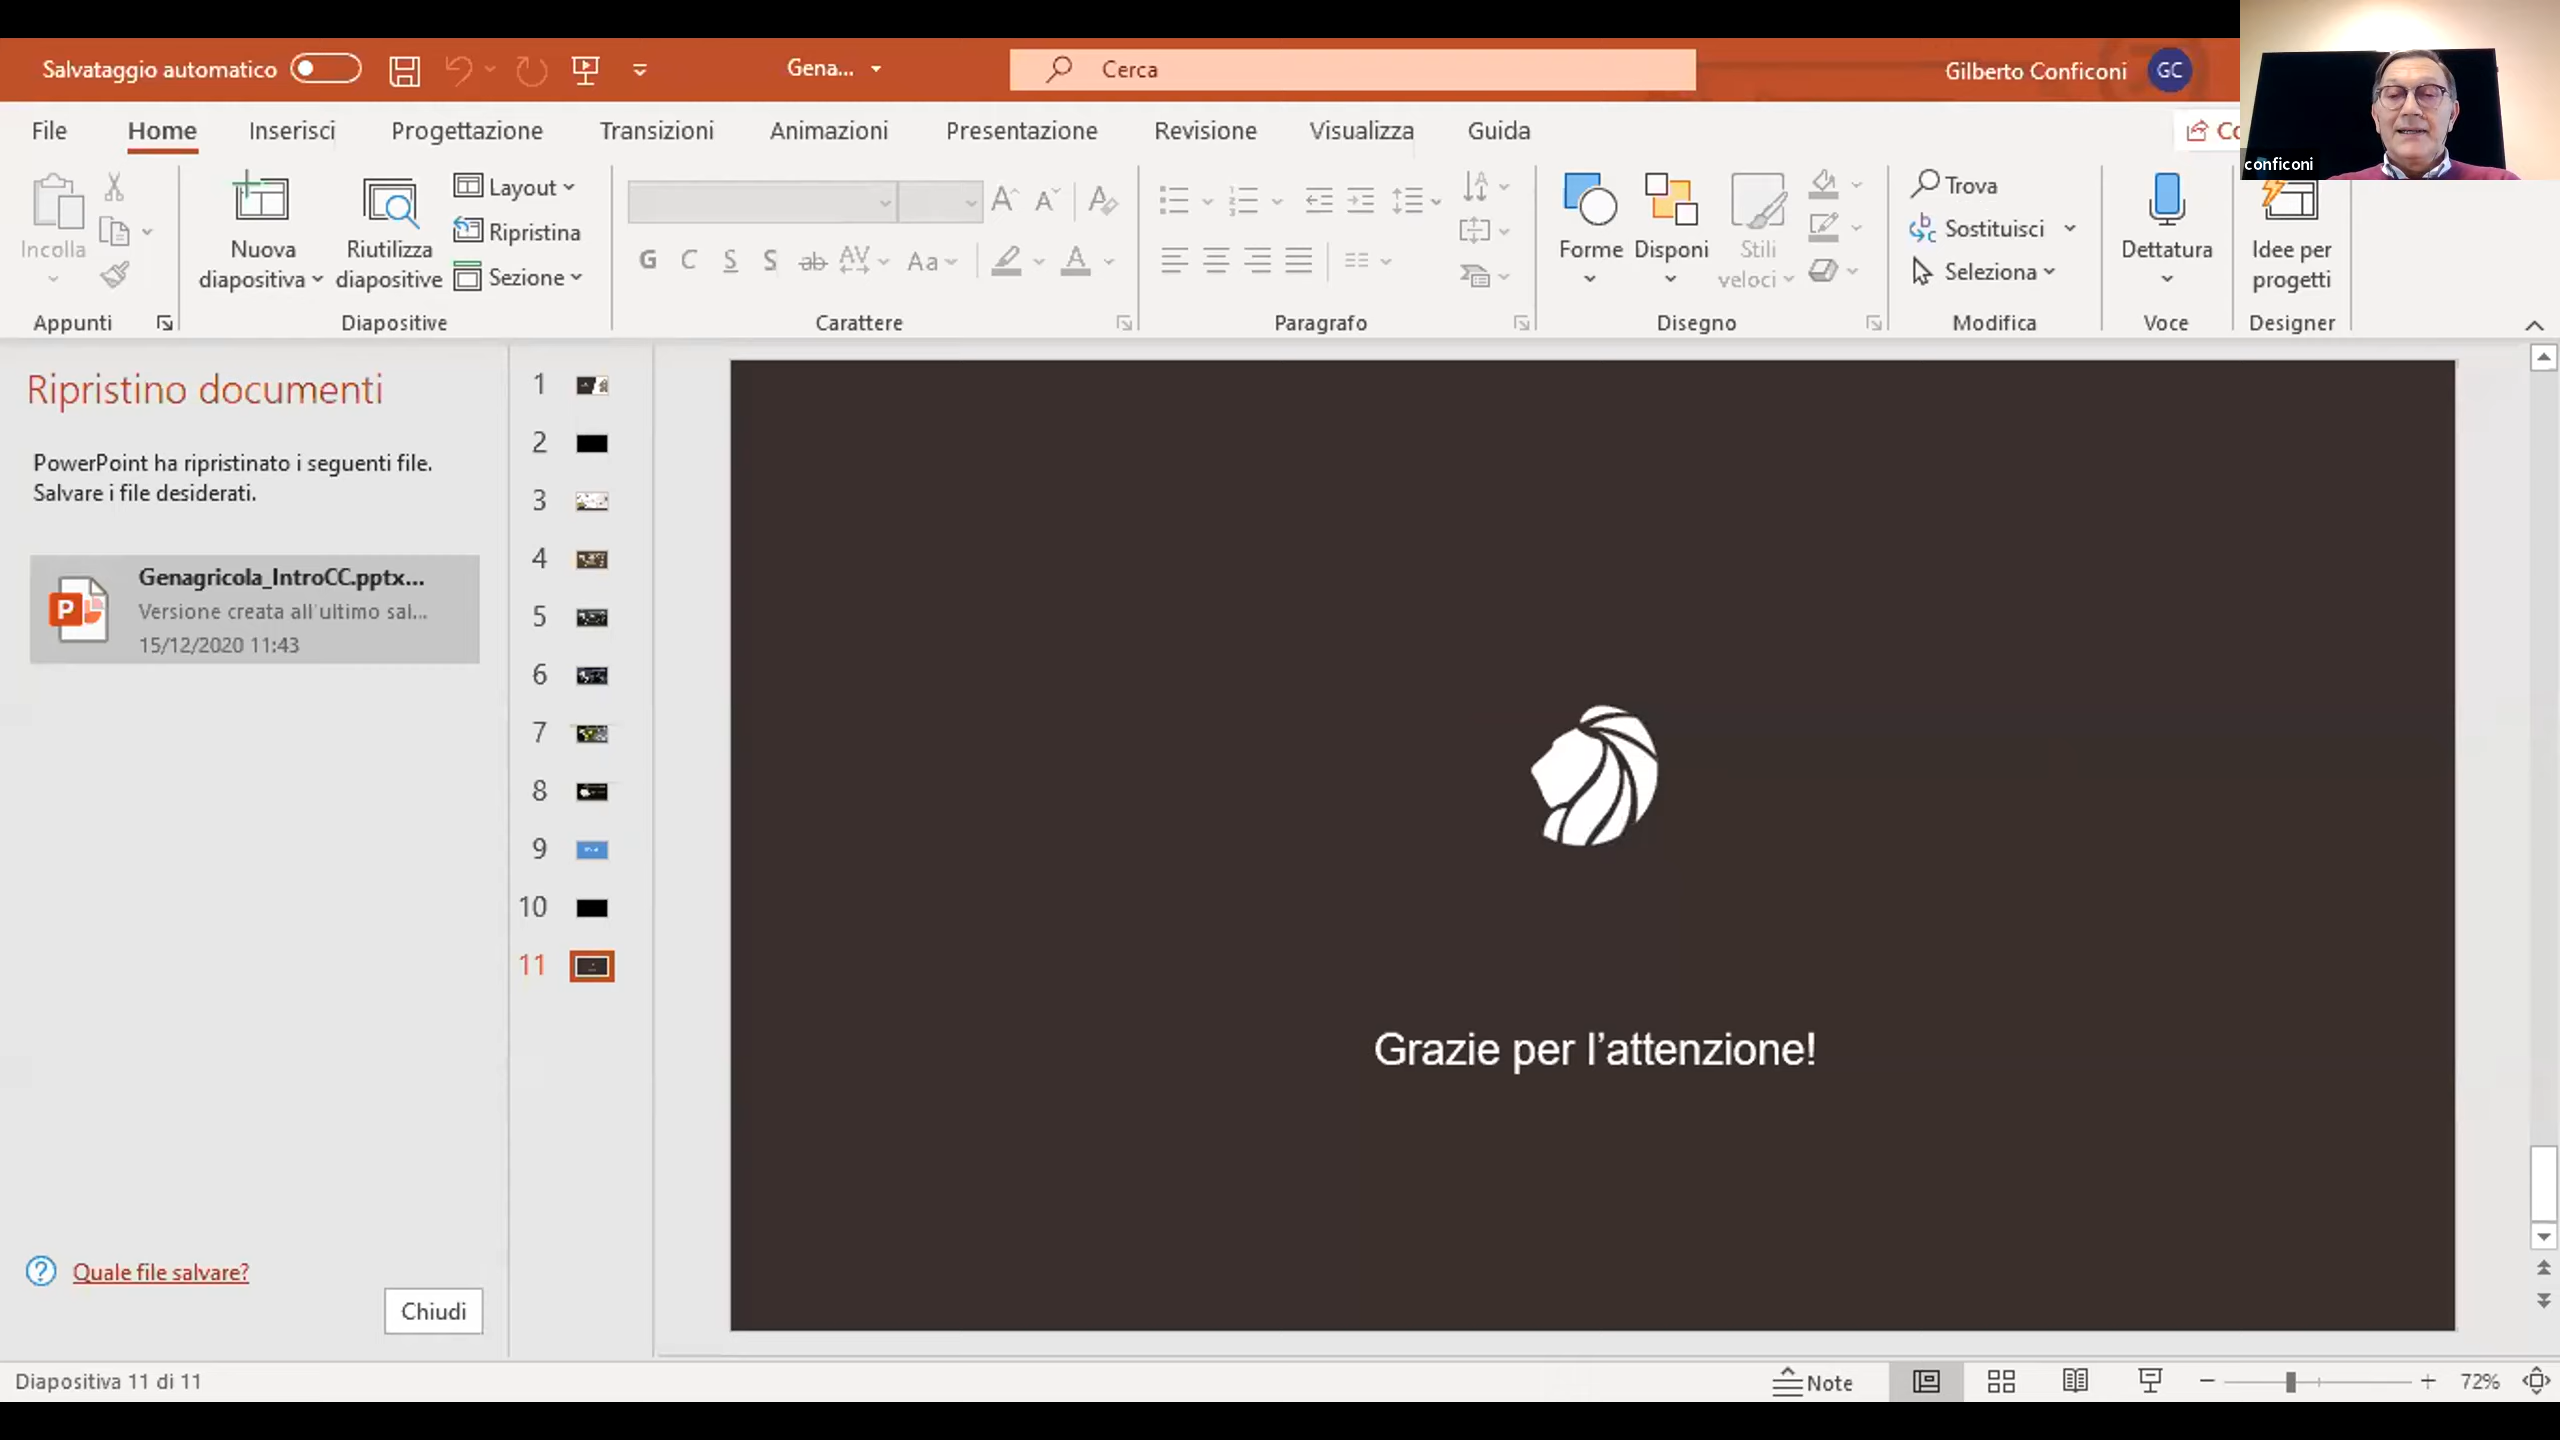 Salvataggio automatico
Gena...
Cerca
Gilberto Conficoni GC
conficoni
File Home Inserisci Progettazione Transizioni Animazioni Presentazione Revisione Visualizza Guida
Incolla
Nuova diapositiva
Riutilizza diapositive
Layout
Ripristina
Sezione
G C S S ab AV Aa A
Forme
Disponi
Stili veloci
Trova
Sostituisci
Seleziona
Dettatura
Idee per progetti
Appunti Diapositive Carattere Paragrafo Disegno Modifica Voce Designer
Ripristino documenti
PowerPoint ha ripristinato i seguenti file.
Salvare i file desiderati.
Genagricola_IntroCC.pptx...
Versione creata all'ultimo sal...
15/12/2020 11:43
1
2
3
4
5
6
7
8
9
10
11
Grazie per l’attenzione!
Quale file salvare?
Chiudi
Diapositiva 11 di 11
Note
72%